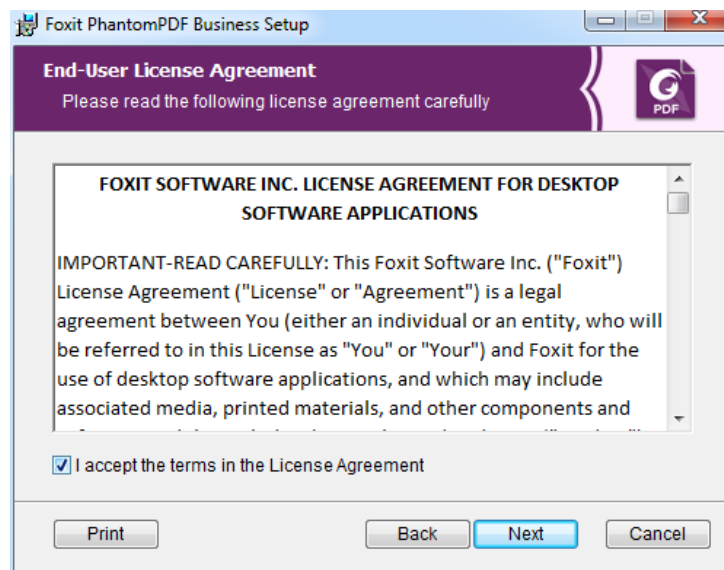 Foxit PhantomPDF Business Setup
End-User License Agreement
Please read the following license agreement carefully
PDF
FOXIT SOFTWARE INC. LICENSE AGREEMENT FOR DESKTOP
SOFTWARE APPLICATIONS
IMPORTANT-READ CAREFULLY: This Foxit Software Inc. ("Foxit")
License Agreement ("License" or "Agreement") is a legal
agreement between You (either an individual or an entity, who will
be referred to in this License as "You" or "Your") and Foxit for the
use of desktop software applications, and which may include
associated media, printed materials, and other components and
I accept the terms in the License Agreement
Print
Back
Next
Cancel